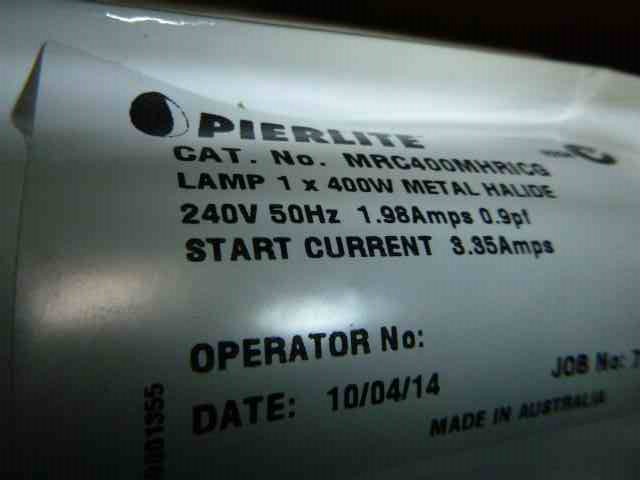 PIERLITE
CAT. No. MRC400MHRICG
LAMP 1 x 400W METAL HALIDE
240V 50Hz 1.98Amps 0.9pf
START CURRENT 3.35Amps
OPERATOR No:
JOB No: 7
DATE: 10/04/14
MADE IN AUSTRALIA